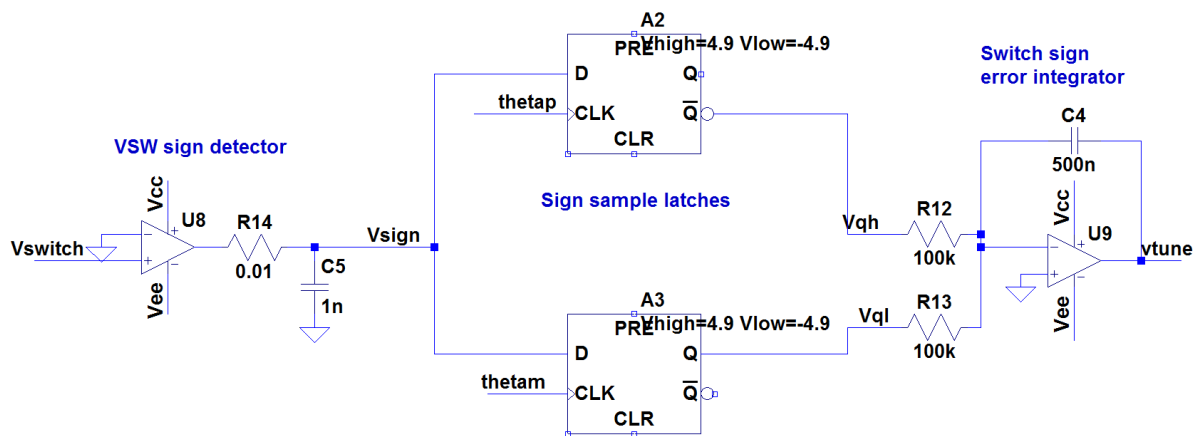 A2
PRE
Vhigh=4.9 Vlow=-4.9
D
Q
thetap
CLK
Q
CLR
VSW sign detector
Switch sign
error integrator
C4
500n
Vcc
U8
R14
0.01
Vswitch
-
+
+
-
Vee
C5
1n
Vsign
Sign sample latches
Vqh
R12
100k
Vcc
U9
-
+
+
-
vtune
Vee
A3
PRE
Vhigh=4.9 Vlow=-4.9
Vql
R13
100k
D
Q
thetam
CLK
Q
CLR